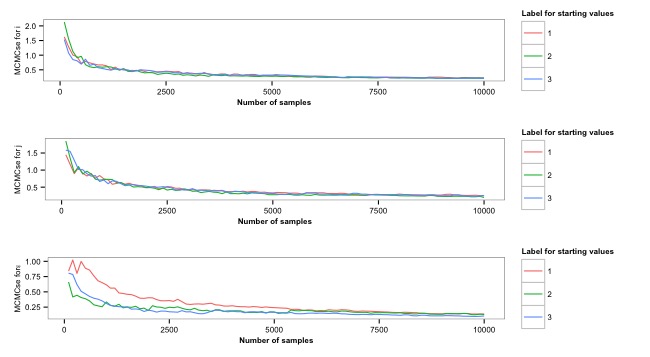 MCMCse for i
2.0
1.5
1.0
0.5
0 2500 5000 7500 10000
Number of samples
Label for starting values
1
2
3
MCMCse for j
1.5
1.0
0.5
0 2500 5000 7500 10000
Number of samples
Label for starting values
1
2
3
MCMCse for
1.00
0.75
0.50
0.25
0 2500 5000 7500 10000
Number of samples
Label for starting values
1
2
3